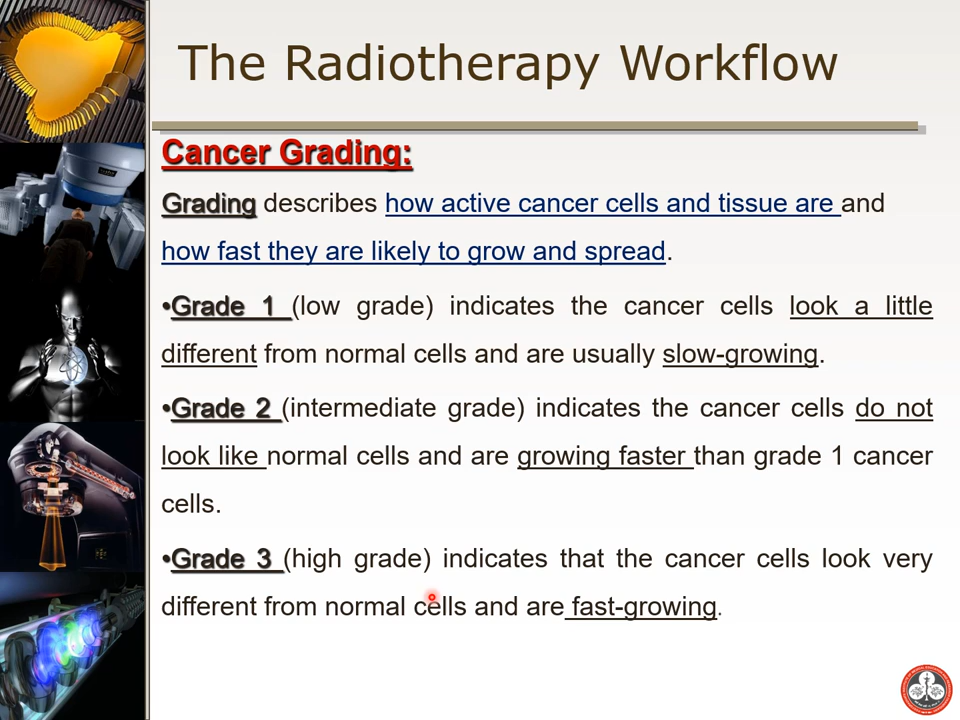 The Radiotherapy Workflow
Cancer Grading:
Grading describes how active cancer cells and tissue are and
how fast they are likely to grow and spread.
•Grade 1 (low grade) indicates the cancer cells look a little
different from normal cells and are usually slow-growing.
•Grade 2 (intermediate grade) indicates the cancer cells do not
look like normal cells and are growing faster than grade 1 cancer
cells.
•Grade 3 (high grade) indicates that the cancer cells look very
different from normal cells and are fast-growing.